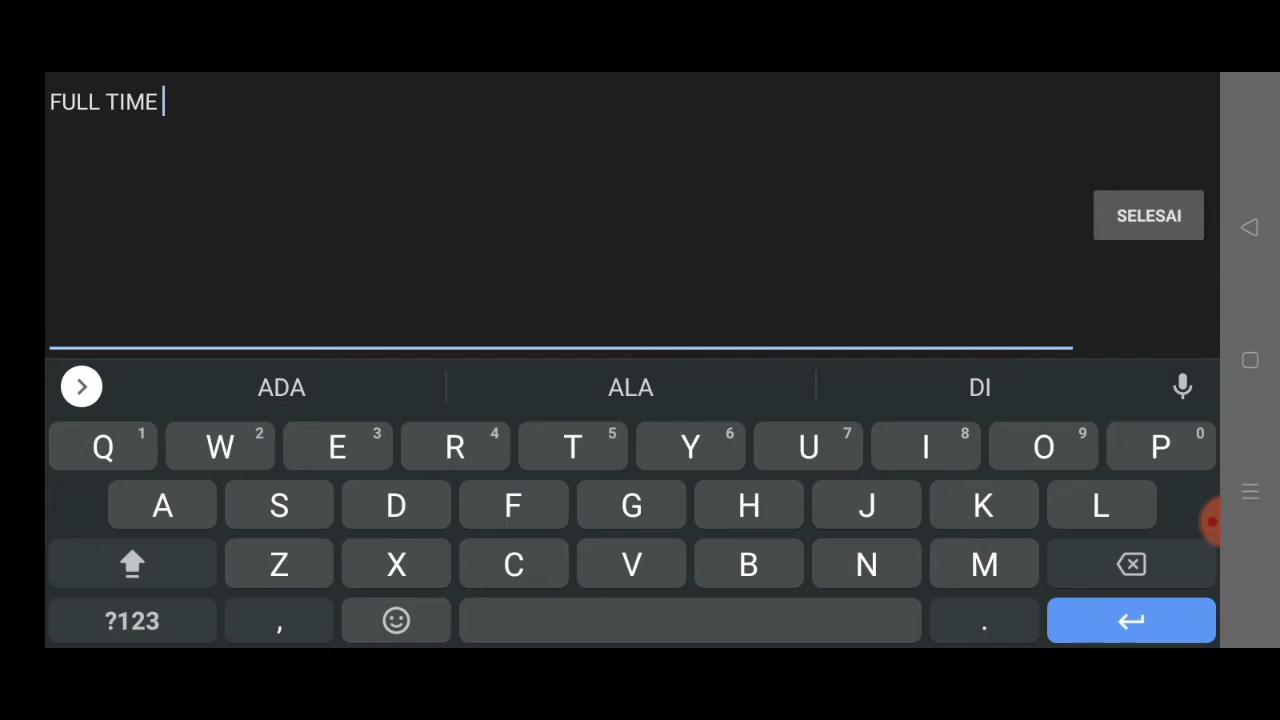 FULL TIME
SELESAI
ADA ALA DI
Q 1 W 2 E 3 R 4 T 5 Y 6 U 7 I 8 O 9 P 0
A S D F G H J K L
Z X C V B N M
?123 , .